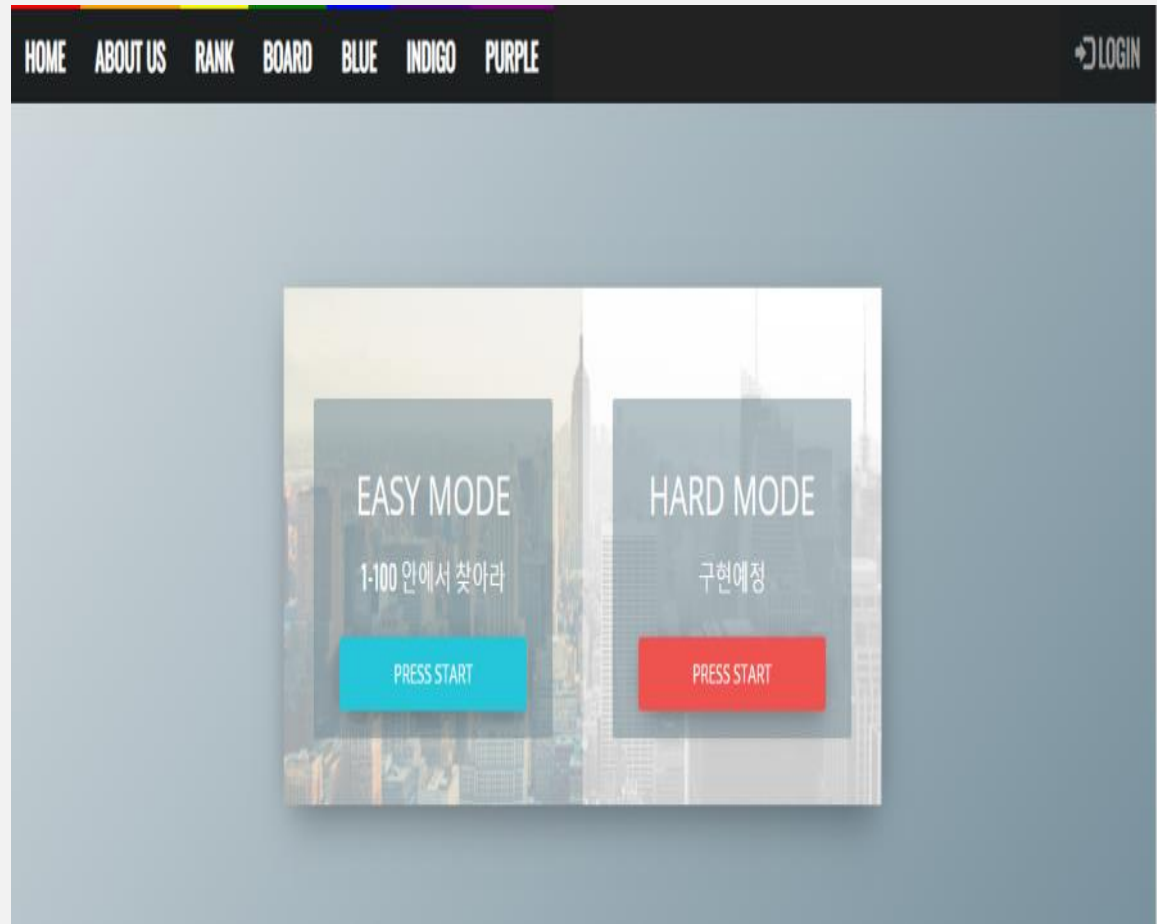 HOME ABOUT US RANK BOARD BLUE INDIGO PURPLE LOGIN
EASY MODE
1-100 안에서 찾아라
PRESS START
HARD MODE
구현예정
PRESS START